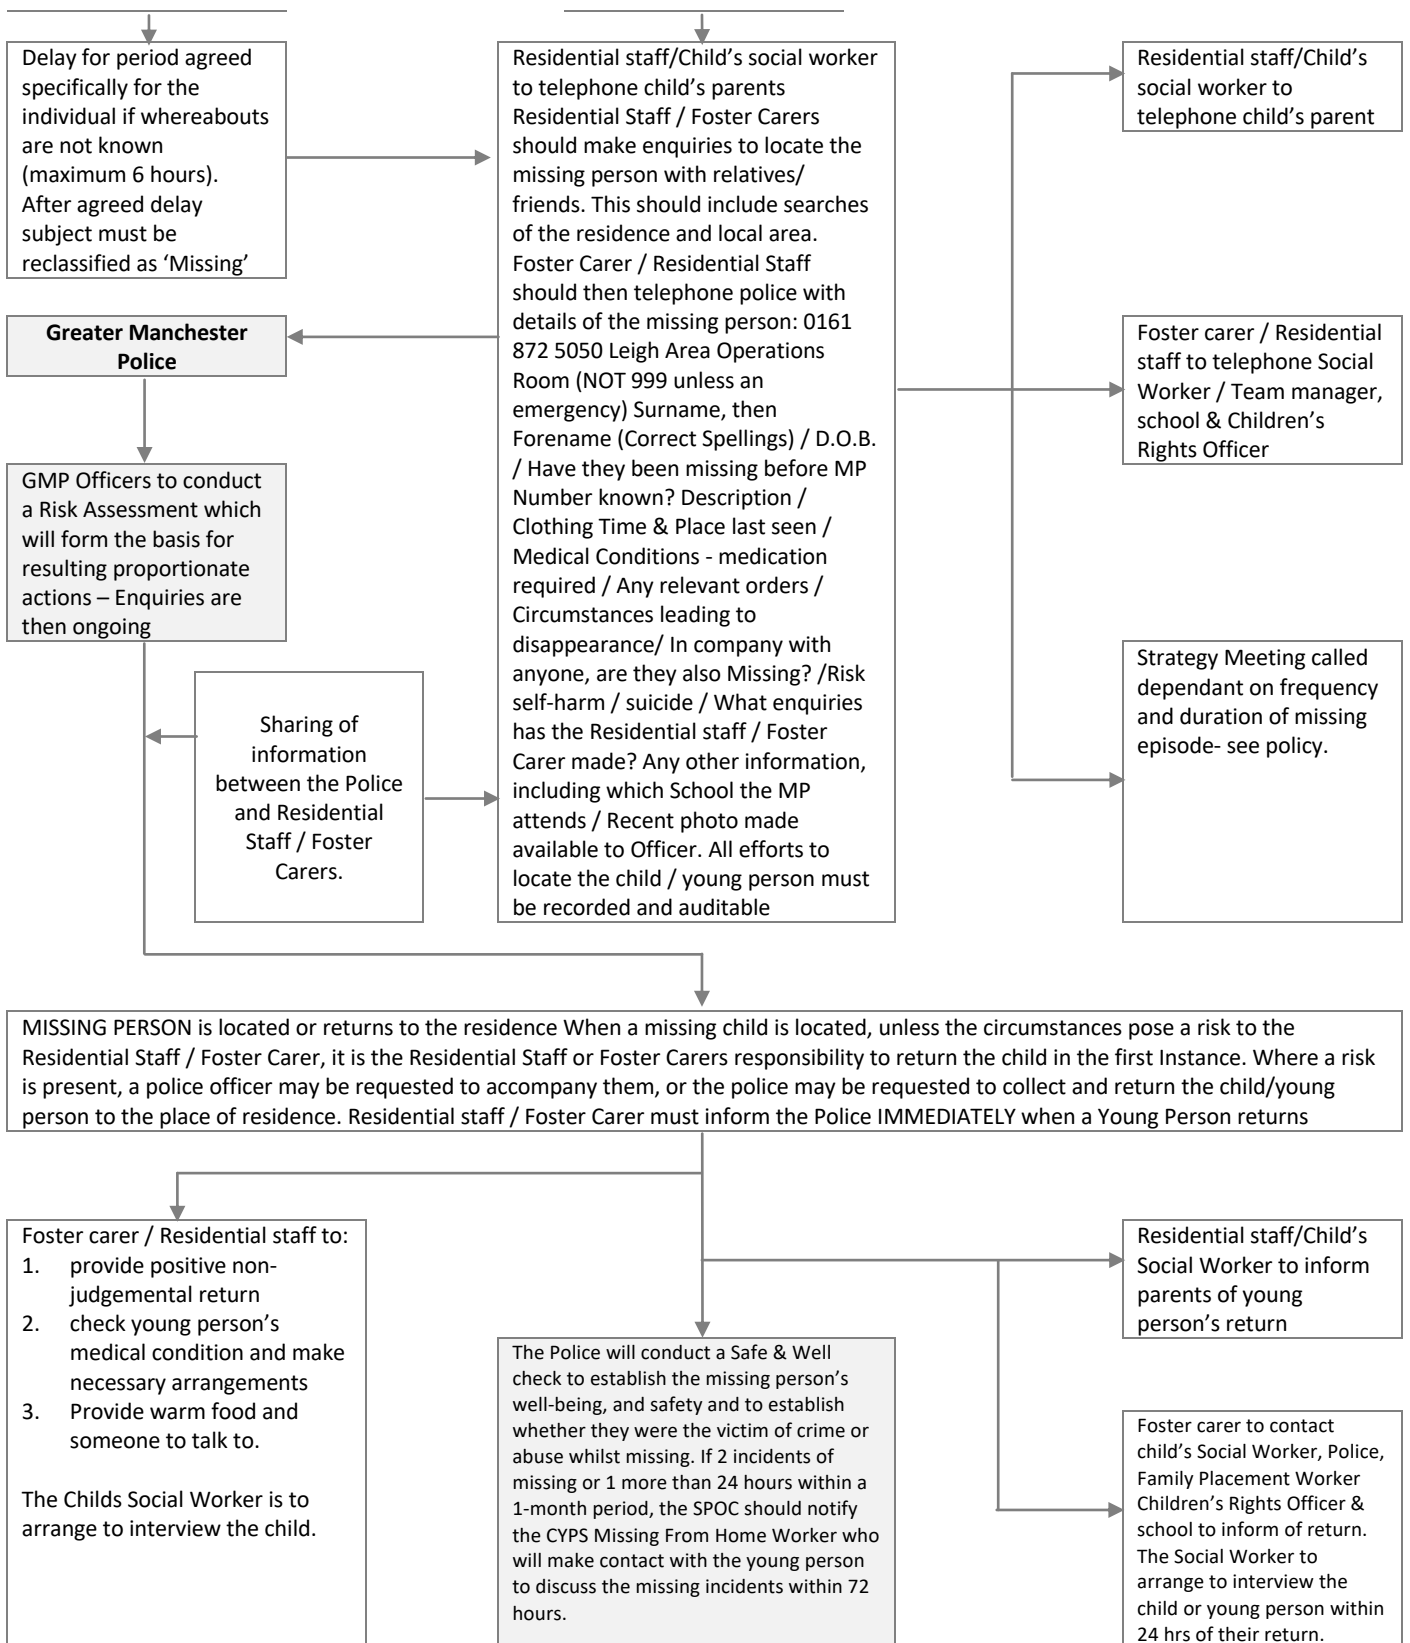 Delay for period agreed
specifically for the
individual if whereabouts
are not known
(maximum 6 hours).
After agreed delay
subject must be
reclassified as ‘Missing’
Residential staff/Child’s social worker
to telephone child’s parents
Residential Staff / Foster Carers
should make enquiries to locate the
missing person with relatives/
friends. This should include searches
of the residence and local area.
Foster Carer / Residential Staff
should then telephone police with
details of the missing person: 0161
872 5050 Leigh Area Operations
Room (NOT 999 unless an
emergency) Surname, then
Forename (Correct Spellings) / D.O.B.
/ Have they been missing before MP
Number known? Description /
Clothing Time & Place last seen /
Medical Conditions - medication
required / Any relevant orders /
Circumstances leading to
disappearance/ In company with
anyone, are they also Missing? /Risk
self-harm / suicide / What enquiries
has the Residential staff / Foster
Carer made? Any other information,
including which School the MP
attends / Recent photo made
available to Officer. All efforts to
locate the child / young person must
be recorded and auditable
Residential staff/Child’s
social worker to
telephone child’s parent
Greater Manchester
Police
Foster carer / Residential
staff to telephone Social
Worker / Team manager,
school & Children’s
Rights Officer
GMP Officers to conduct
a Risk Assessment which
will form the basis for
resulting proportionate
actions – Enquiries are
then ongoing
Strategy Meeting called
dependant on frequency
and duration of missing
episode- see policy.
Sharing of
information
between the Police
and Residential
Staff / Foster
Carers.
MISSING PERSON is located or returns to the residence When a missing child is located, unless the circumstances pose a risk to the
Residential Staff / Foster Carer, it is the Residential Staff or Foster Carers responsibility to return the child in the first Instance. Where a risk
is present, a police officer may be requested to accompany them, or the police may be requested to collect and return the child/young
person to the place of residence. Residential staff / Foster Carer must inform the Police IMMEDIATELY when a Young Person returns
Foster carer / Residential staff to:
1. provide positive non-
judgemental return
2. check young person’s
medical condition and make
necessary arrangements
3. Provide warm food and
someone to talk to.
The Childs Social Worker is to
arrange to interview the child.
The Police will conduct a Safe & Well
check to establish the missing person’s
well-being, and safety and to establish
whether they were the victim of crime or
abuse whilst missing. If 2 incidents of
missing or 1 more than 24 hours within a
1-month period, the SPOC should notify
the CYPS Missing From Home Worker who
will make contact with the young person
to discuss the missing incidents within 72
hours.
Residential staff/Child’s
Social Worker to inform
parents of young
person’s return
Foster carer to contact
child’s Social Worker, Police,
Family Placement Worker
Children’s Rights Officer &
school to inform of return.
The Social Worker to
arrange to interview the
child or young person within
24 hrs of their return.